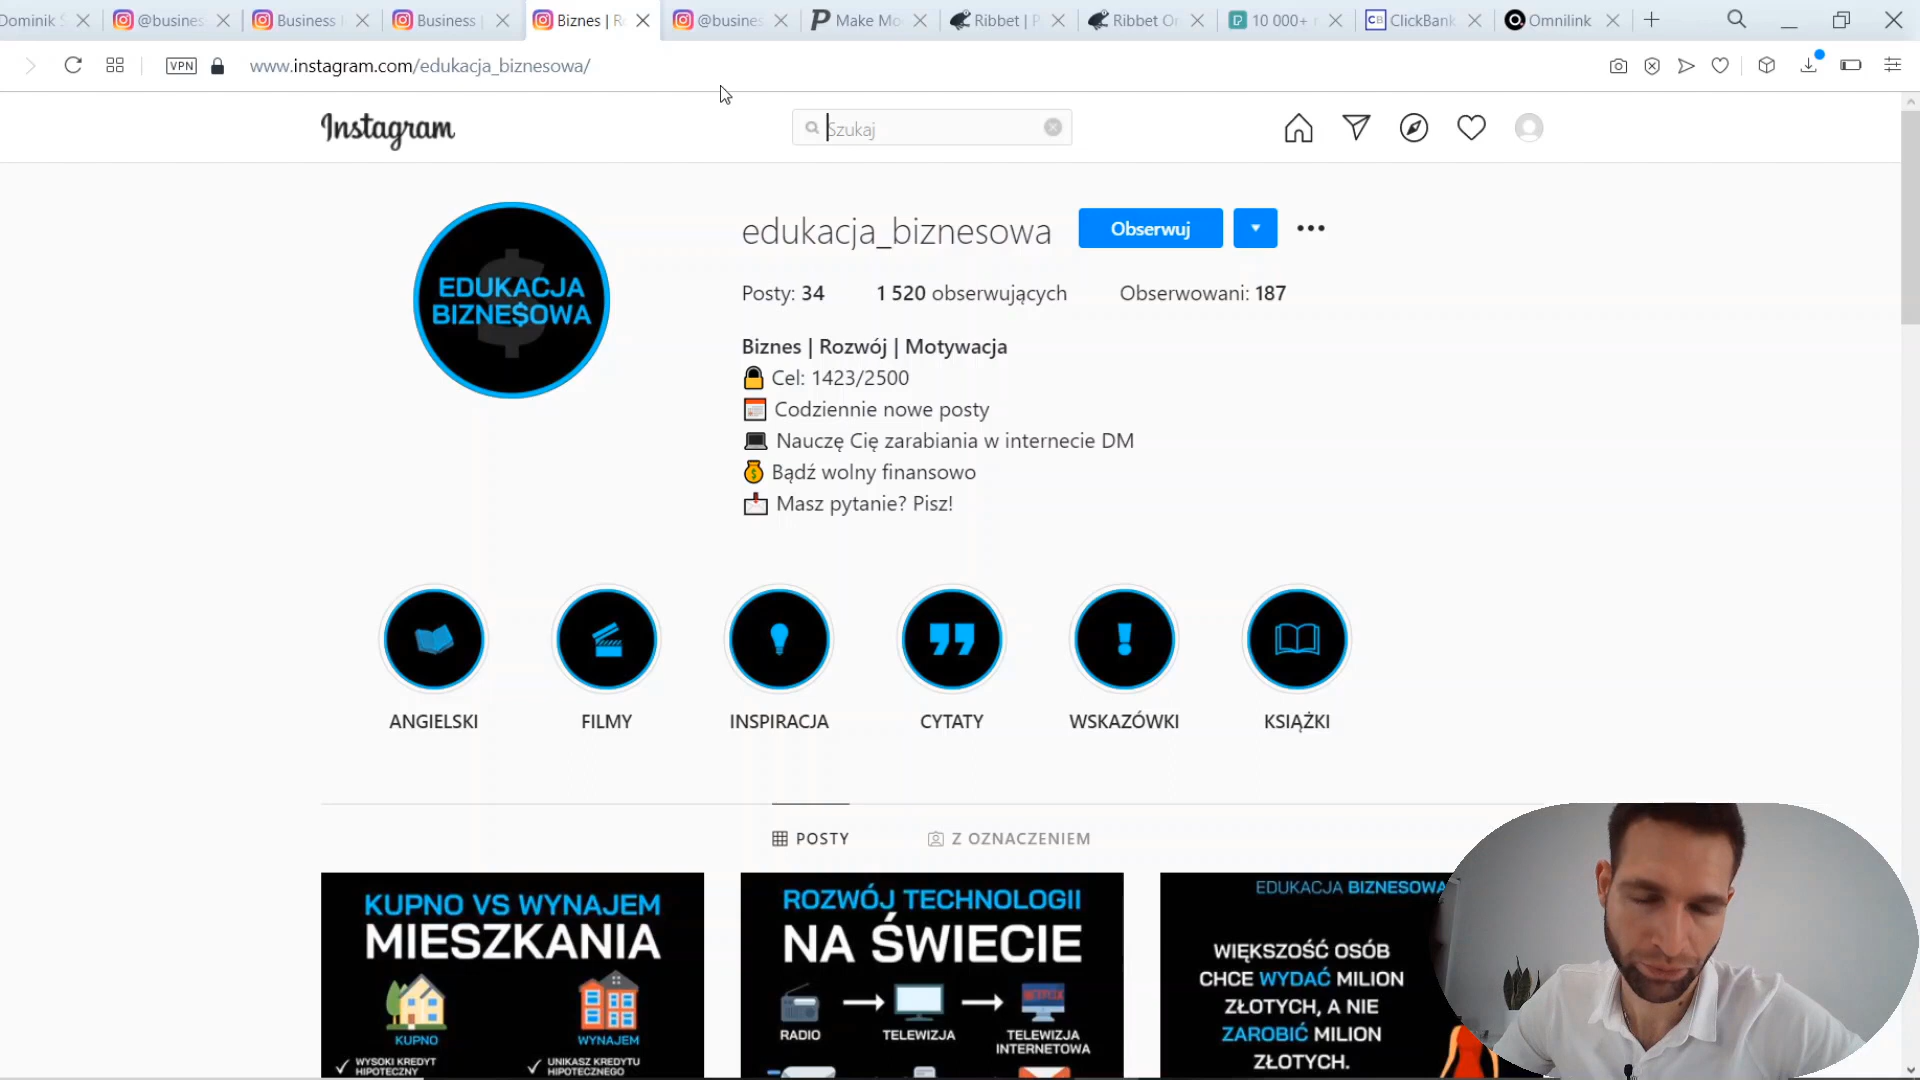 Dominik S
@busines
Business
Business
Biznes | R
@busines
Make Mo
Ribbet | P
Ribbet On
10 000+
ClickBank
Omnilink
VPN
www.instagram.com/edukacja_biznesowa/
Instagram
Szukaj
EDUKACJA
BIZNE$OWA
edukacja_biznesowa
Obserwuj
Posty: 34
1 520 obserwujących
Obserwowani: 187
Biznes | Rozwój | Motywacja
Cel: 1423/2500
Codziennie nowe posty
Nauczę Cię zarabiania w internecie DM
Bądź wolny finansowo
Masz pytanie? Pisz!
ANGIELSKI
FILMY
INSPIRACJA
CYTATY
WSKAZÓWKI
KSIĄŻKI
POSTY
Z OZNACZENIEM
KUPNO VS WYNAJEM
MIESZKANIA
KUPNO
WYNAJEM
WYSOKI KREDYT
HIPOTECZNY
UNIKASZ KREDYTU
HIPOTECZNEGO
ROZWÓJ TECHNOLOGII
NA ŚWIECIE
RADIO
TELEWIZJA
TELEWIZJA
INTERNETOWA
EDUKACJA BIZNESOWA
WIĘKSZOŚĆ OSÓB
CHCE WYDAĆ MILION
ZŁOTYCH, A NIE
ZAROBIĆ MILION
ZŁOTYCH.